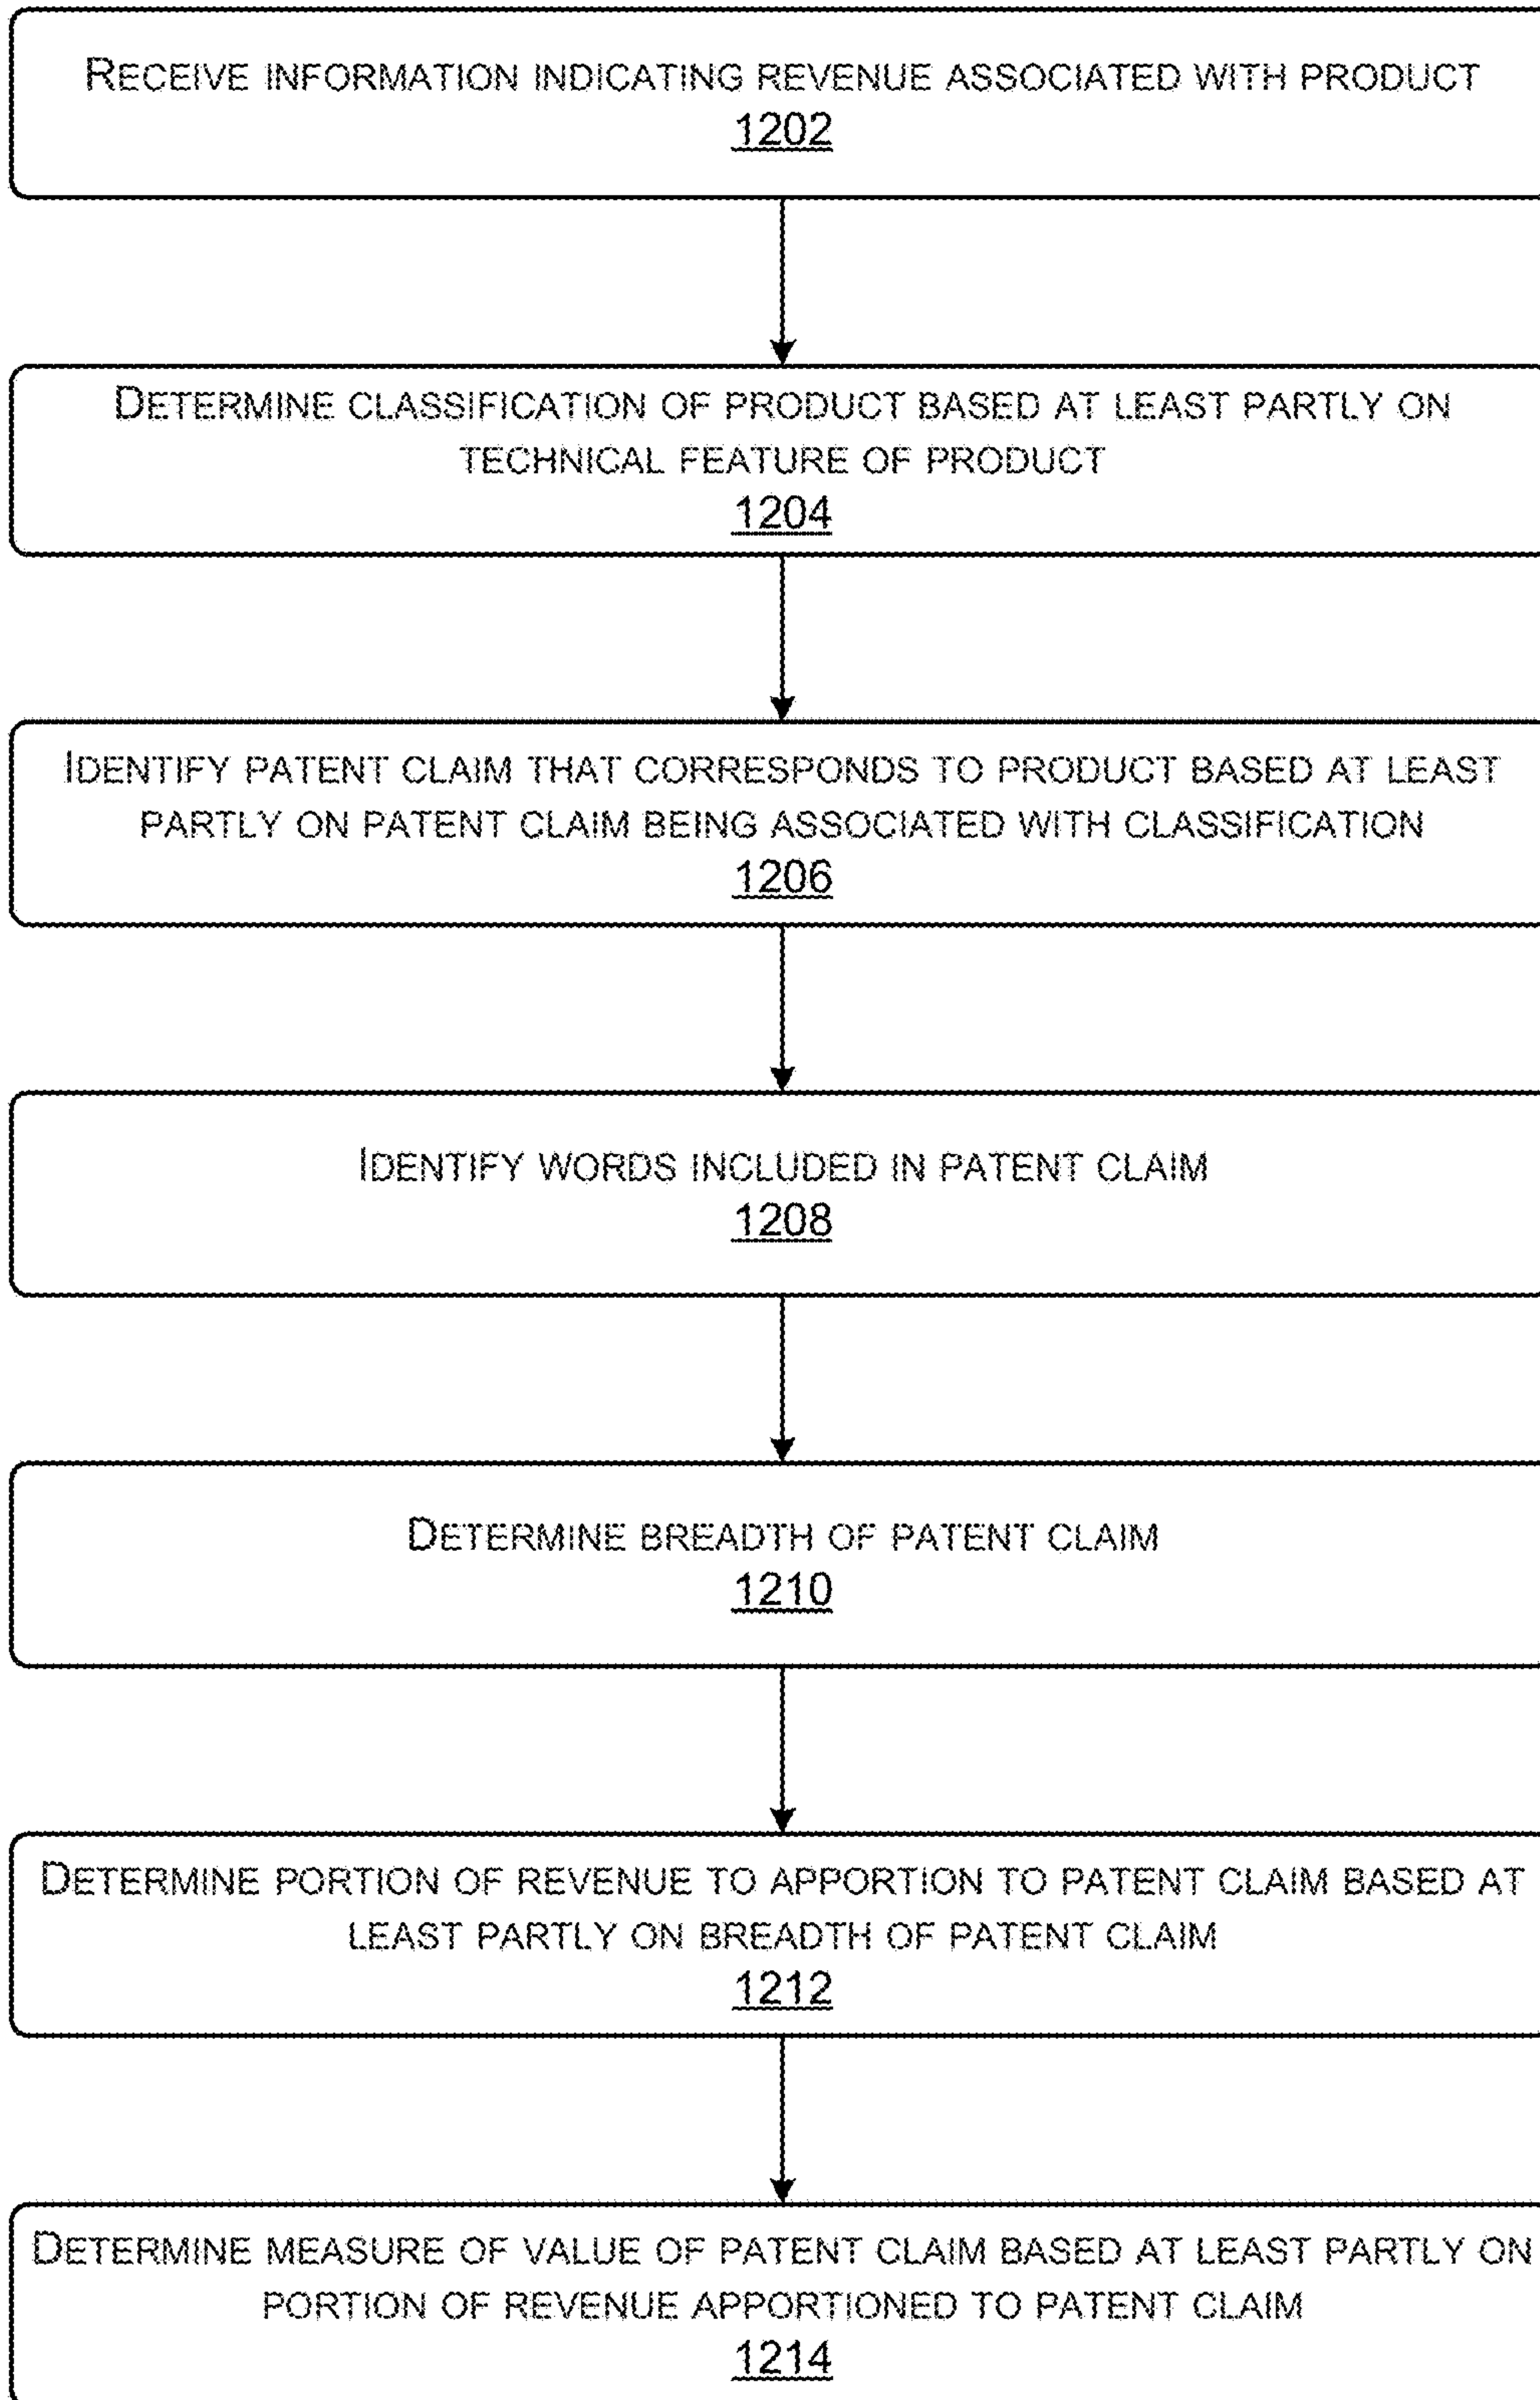 RECEIVE INFORMATION INDICATING REVENUE ASSOCIATED WITH PRODUCT
1202
DETERMINE CLASSIFICATION OF PRODUCT BASED AT LEAST PARTLY ON
TECHNICAL FEATURE OF PRODUCT
1204
IDENTIFY PATENT CLAIM THAT CORRESPONDS TO PRODUCT BASED AT LEAST
PARTLY ON PATENT CLAIM BEING ASSOCIATED WITH CLASSIFICATION
1206
IDENTIFY WORDS INCLUDED IN PATENT CLAIM
1208
DETERMINE BREADTH OF PATENT CLAIM
1210
DETERMINE PORTION OF REVENUE TO APPORTION TO PATENT CLAIM BASED AT
LEAST PARTLY ON BREADTH OF PATENT CLAIM
1212
DETERMINE MEASURE OF VALUE OF PATENT CLAIM BASED AT LEAST PARTLY ON
PORTION OF REVENUE APPORTIONED TO PATENT CLAIM
1214